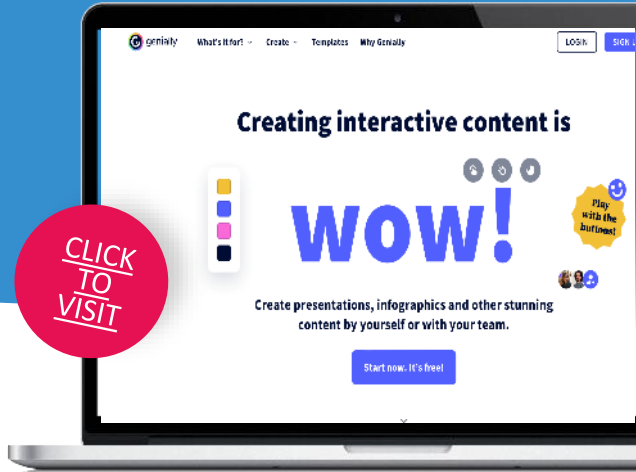 genially
What's it for?
Create
Templates
Why Genially
LOGIN
SIGN U
Creating interactive content is
wow!
Play
with the
buttons!
CLICK
TO
VISIT
Create presentations, infographics and other stunning
content by yourself or with your team.
Start now. It's free!